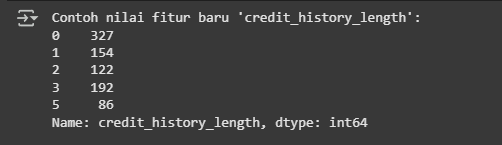 Contoh nilai fitur baru 'credit_history_length':
0 327
1 154
2 122
3 192
5 86
Name: credit_history_length, dtype: int64